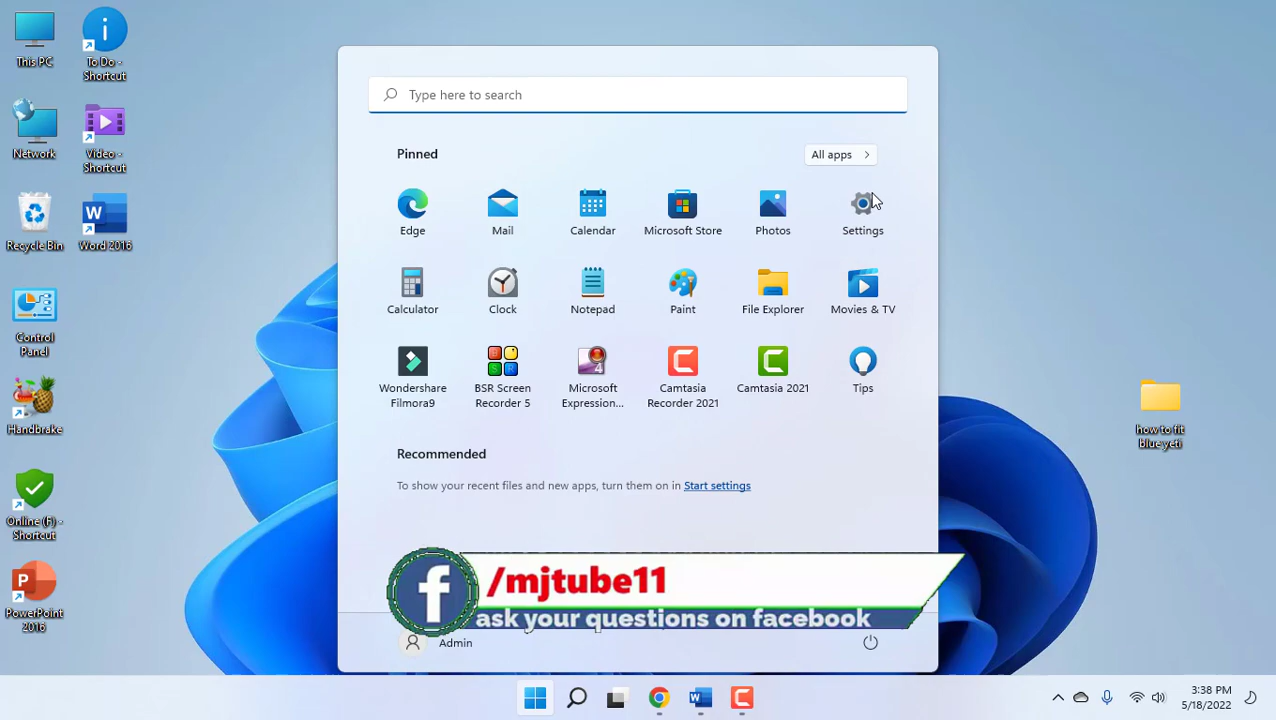 This PC
To Do -
Shortcut
Network
Video -
Shortcut
Recycle Bin
Word 2016
Control
Panel
Handbrake
Online (F) -
Shortcut
PowerPoint
2016
Type here to search
Pinned
All apps
Edge
Mail
Calendar
Microsoft Store
Photos
Settings
Calculator
Clock
Notepad
Paint
File Explorer
Movies & TV
Wondershare
Filmora9
BSR Screen
Recorder 5
Microsoft
Expression...
Camtasia
Recorder 2021
Camtasia 2021
Tips
Recommended
To show your recent files and new apps, turn them on in Start settings
/mjtube11
ask your questions on facebook
Admin
how to fit
Blue yeti
3:38 PM
5/18/2022